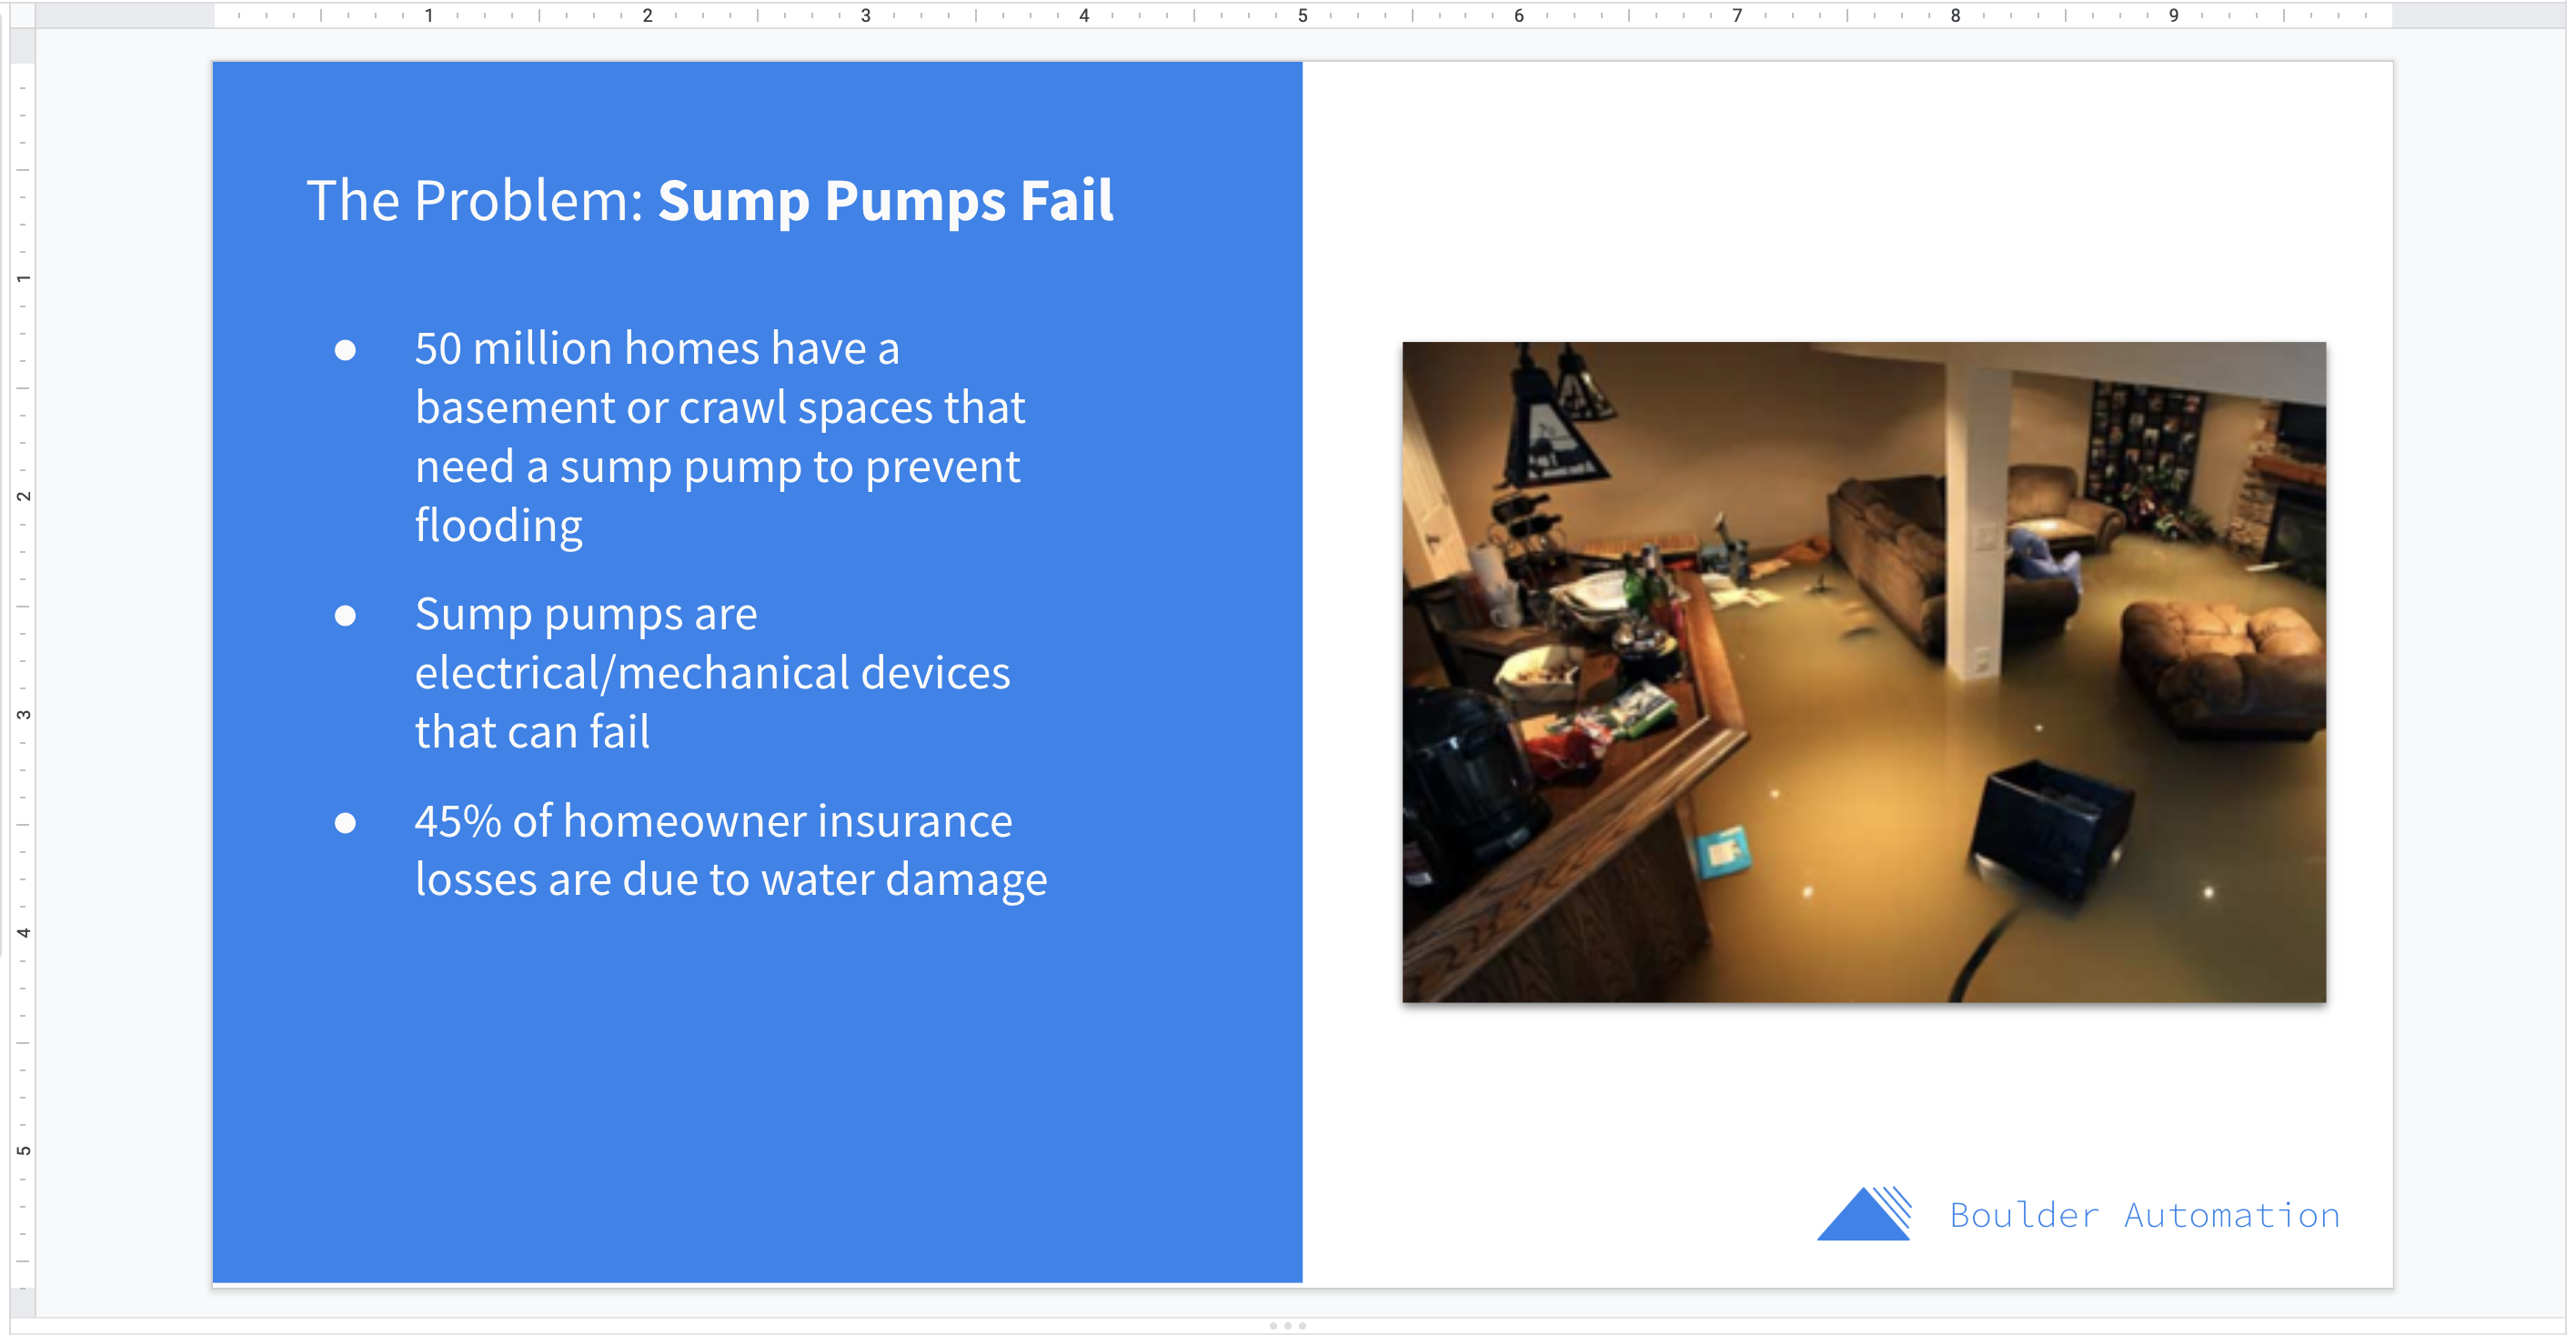 1 2 3 4 5 6 7 8 9
1
2
3
4
5
The Problem: Sump Pumps Fail
● 50 million homes have a
basement or crawl spaces that
need a sump pump to prevent
flooding
● Sump pumps are
electrical/mechanical devices
that can fail
● 45% of homeowner insurance
losses are due to water damage
Boulder Automation